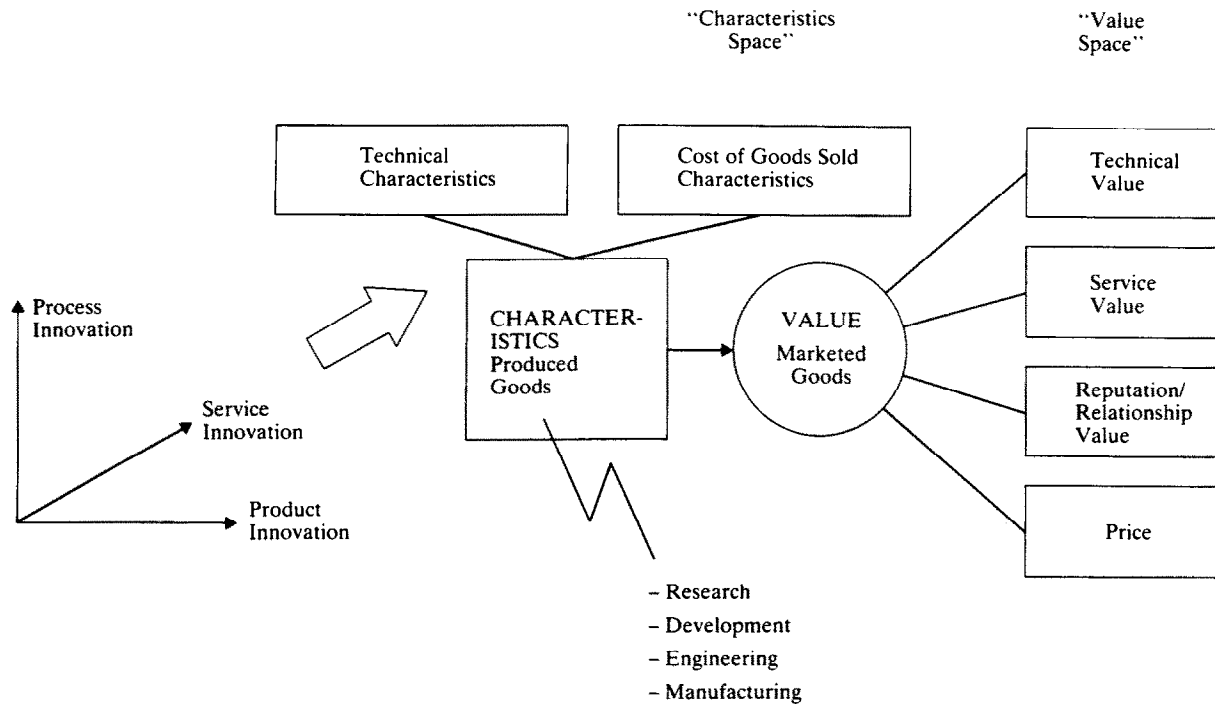 “Characteristics
Space”
“Value
Space”
Technical
Characteristics
Cost of Goods Sold
Characteristics
Technical
Value
Process
Innovation
Service
Innovation
Product
Innovation
CHARACTER-
ISTICS
Produced
Goods
VALUE
Marketed
Goods
Service
Value
Reputation/
Relationship
Value
Price
– Research
– Development
– Engineering
– Manufacturing